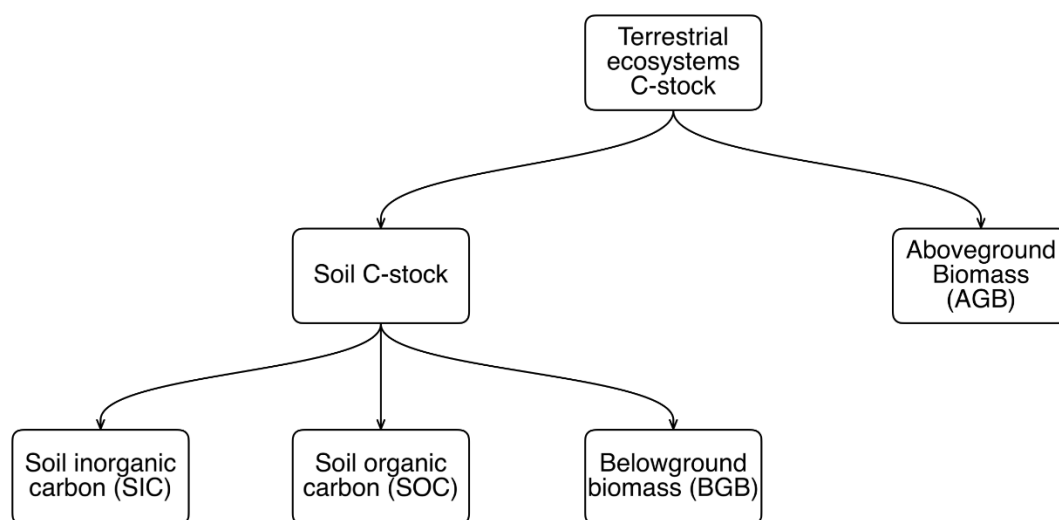 Terrestrial
ecosystems
C-stock
Soil C-stock
Aboveground
Biomass
(AGB)
Soil inorganic
carbon (SIC)
Soil organic
carbon (SOC)
Belowground
biomass (BGB)